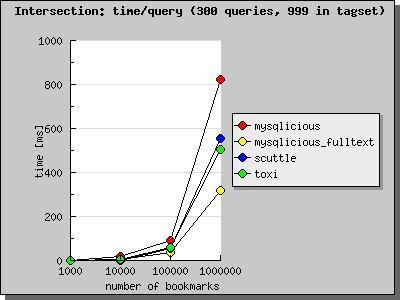 Intersection: time/query (300 queries, 999 in tagset)
1000
800
600
400
200
0
time [ms]
1000 10000 100000 1000000
number of bookmarks
mysqlicious
mysqlicious_fulltext
scuttle
toxi